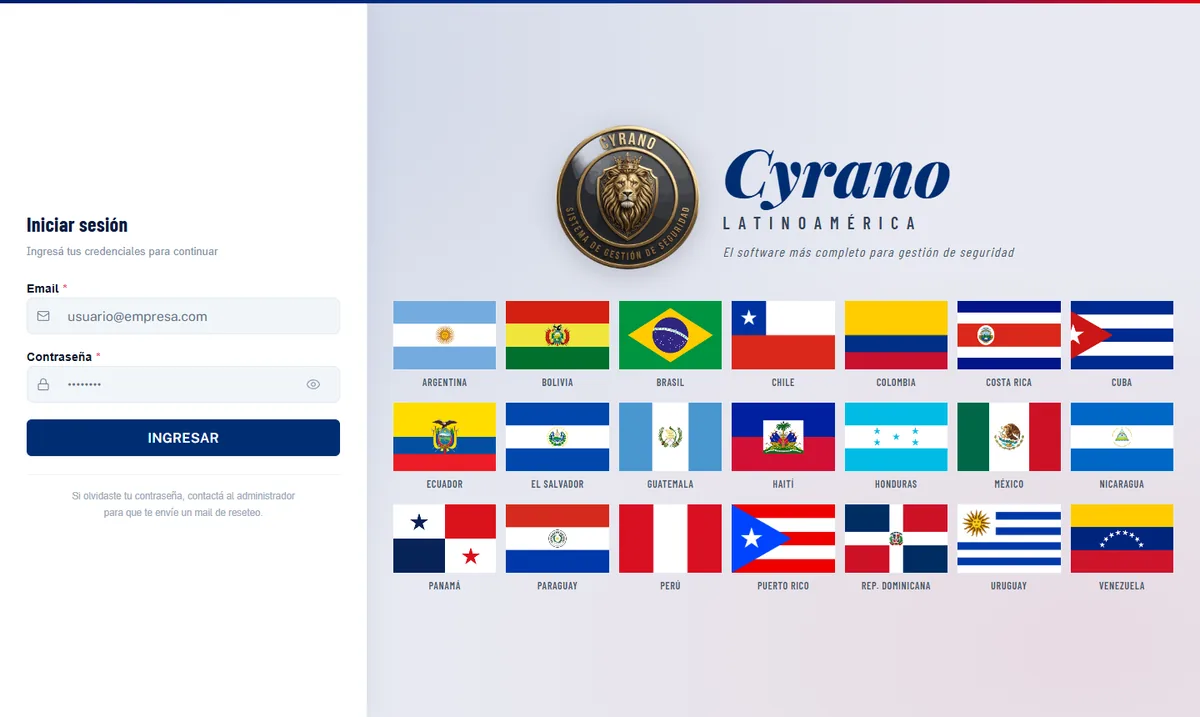 Iniciar sesión
Ingresá tus credenciales para continuar
Email *
usuario@empresa.com
Contraseña *
••••••••
INGRESAR
Si olvidaste tu contraseña, contactá al administrador
para que te envíe un mail de reseteo.
CYRANO
SISTEMA DE GESTIÓN DE SEGURIDAD
Cyrano
LATINOAMÉRICA
El software más completo para gestión de seguridad
ARGENTINA
BOLIVIA
BRASIL
CHILE
COLOMBIA
COSTA RICA
CUBA
ECUADOR
EL SALVADOR
GUATEMALA
HAITÍ
HONDURAS
MÉXICO
NICARAGUA
PANAMÁ
PARAGUAY
PERÚ
PUERTO RICO
REP. DOMINICANA
URUGUAY
VENEZUELA